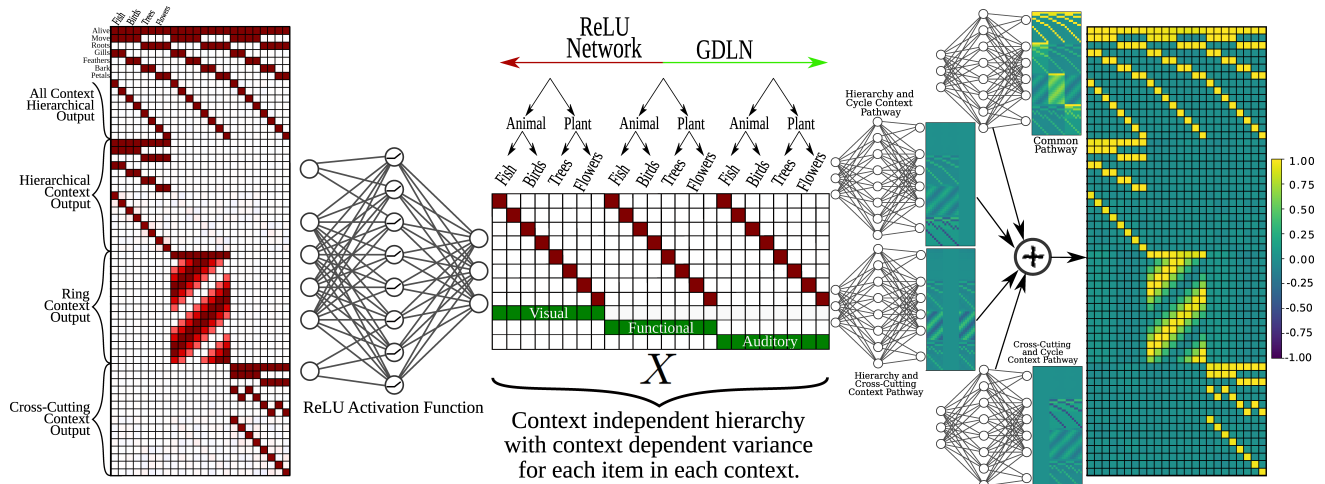 Fish
Birds
Trees
Flowers
Alive
Move
Roots
Gills
Feathers
Bark
Petals
All Context
Hierarchical
Output
Hierarchical
Context
Output
Ring
Context
Output
Cross-Cutting
Context
Output
ReLU Activation Function
ReLU
Network
GDLN
Animal Plant Animal Plant Animal Plant
Fish Birds Trees Flowers Fish Birds Trees Flowers Fish Birds Trees Flowers
Visual
Functional
Auditory
X
Context independent hierarchy
with context dependent variance
for each item in each context.
Hierarchy and
Cycle Context
Pathway
Hierarchy and
Cross-Cutting
Context Pathway
Common
Pathway
Cross-Cutting
and Cycle
Context Pathway
+
1.00
0.75
0.50
0.25
0.00
-0.25
-0.50
-0.75
-1.00